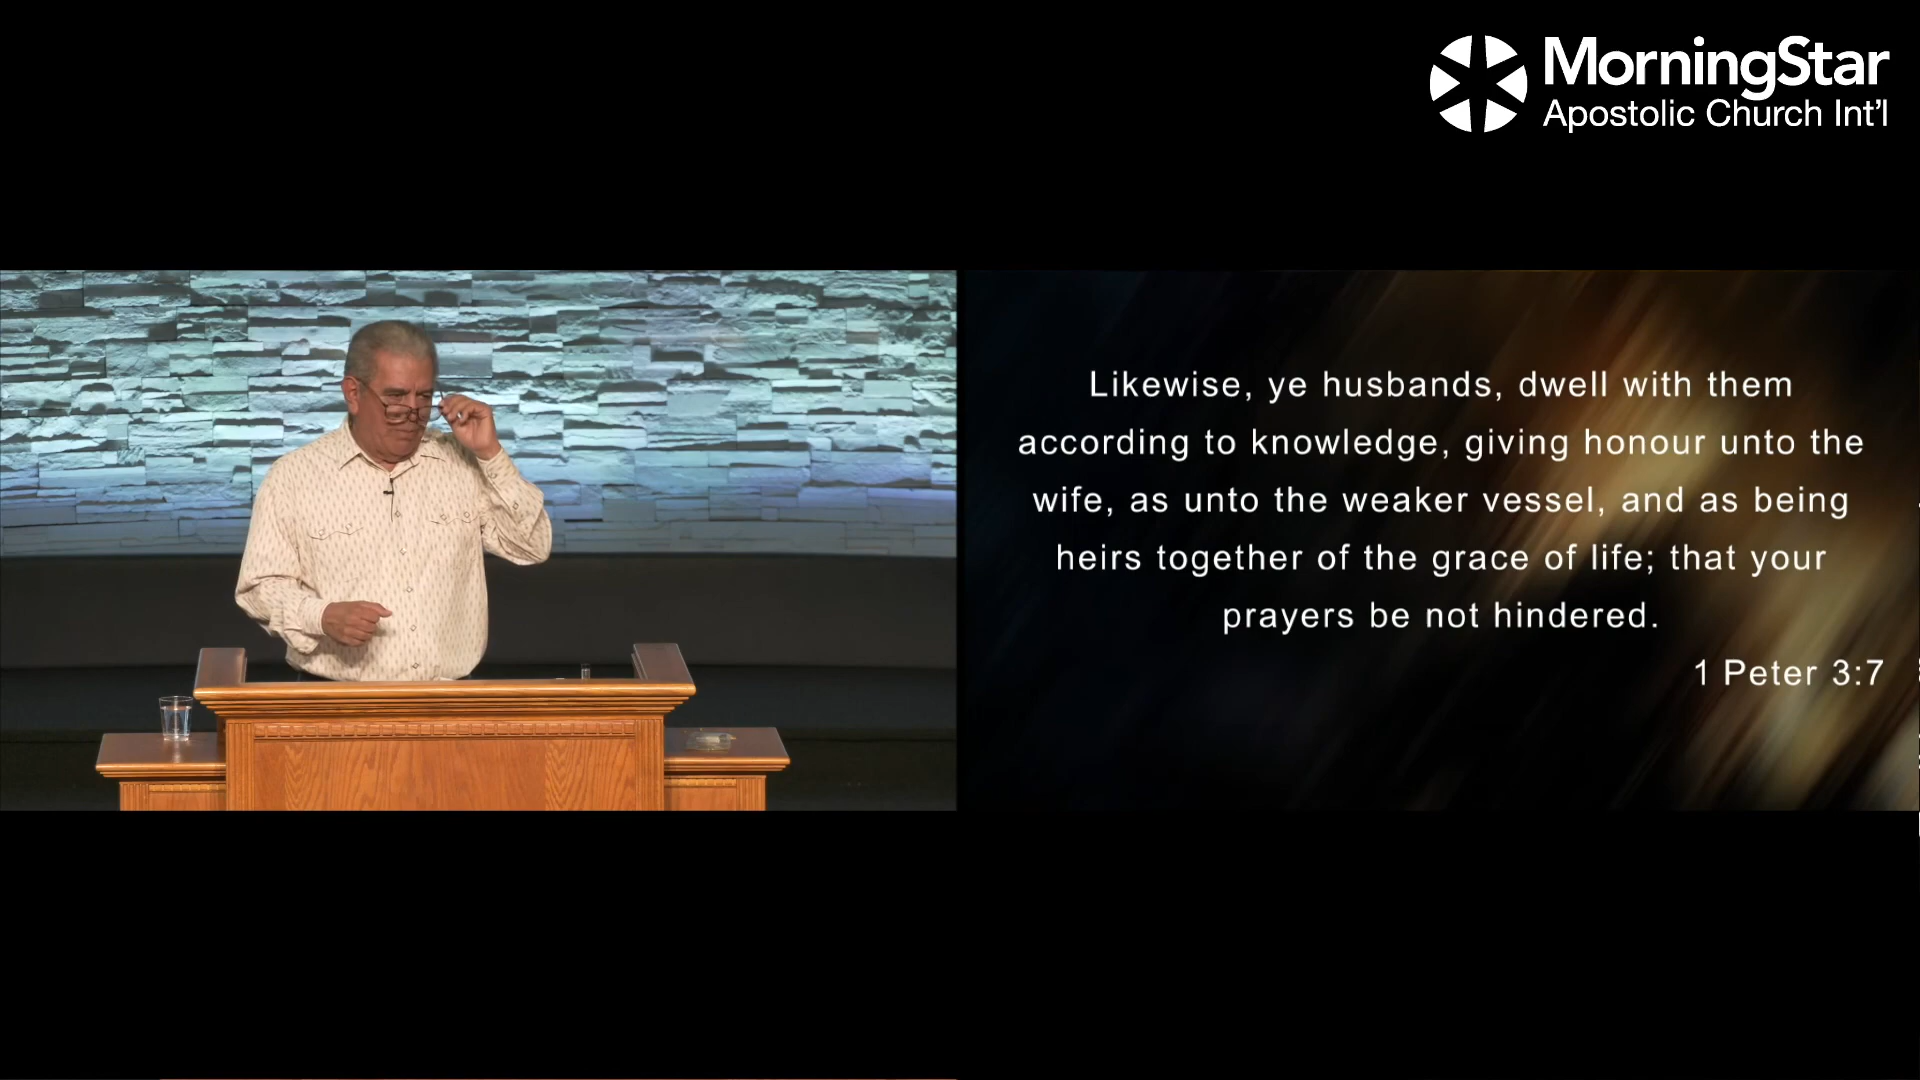 MorningStar
Apostolic Church Int'l
Likewise, ye husbands, dwell with them
according to knowledge, giving honour unto the
wife, as unto the weaker vessel, and as being
heirs together of the grace of life; that your
prayers be not hindered.
1 Peter 3:7